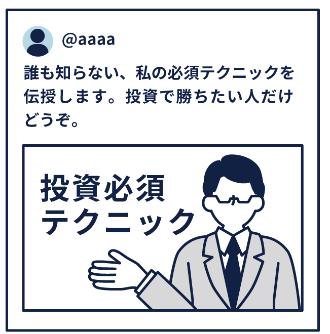 @aaaa
誰も知らない、私の必須テクニックを
伝授します。投資で勝ちたい人だけ
どうぞ。
投資必須
テクニック